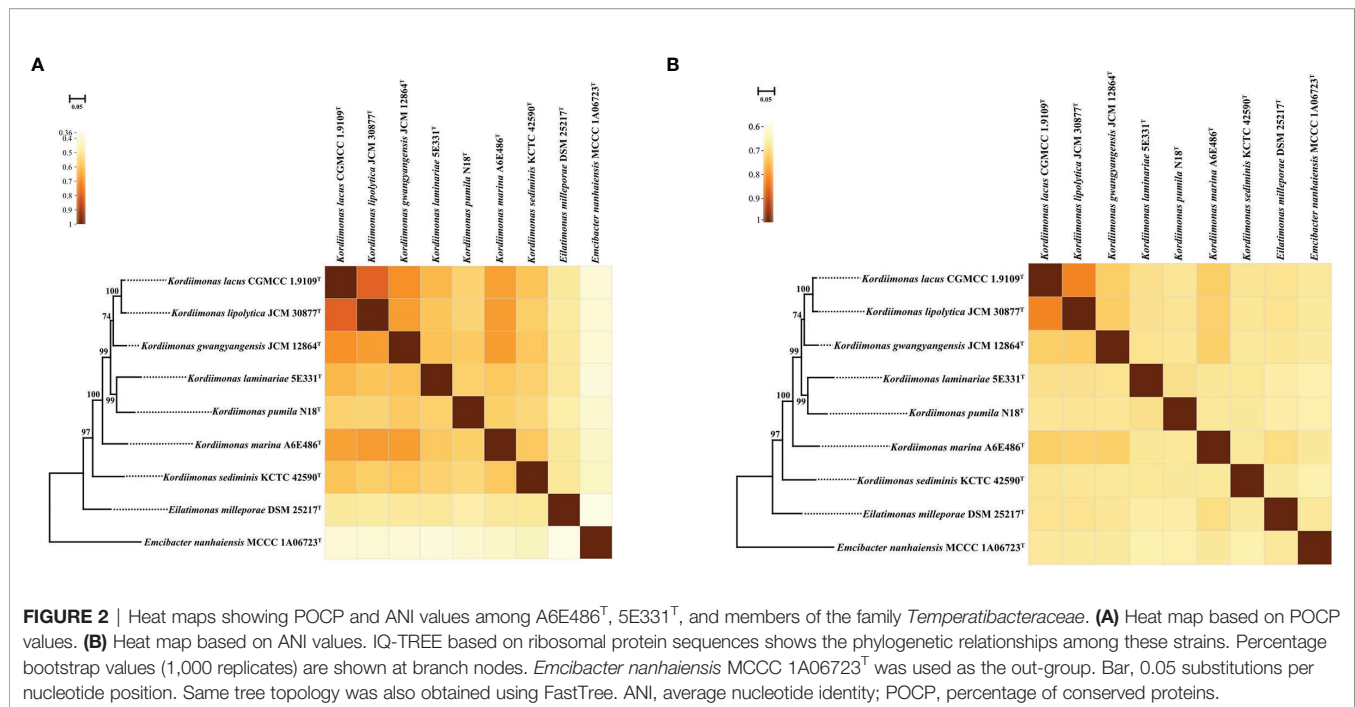 A
0.05
0.36
0.4
0.5
0.6
0.7
0.8
0.9
1
Kordiimonas lacus CGMCC 1.9109ᵀ
Kordiimonas lipolytica JCM 30877ᵀ
Kordiimonas gwangyangensis JCM 12864ᵀ
Kordiimonas laminariae 5E331ᵀ
Kordiimonas pumila N18ᵀ
Kordiimonas marina A6E486ᵀ
Kordiimonas sediminis KCTC 42590ᵀ
Eilatimonas milleporae DSM 25217ᵀ
Emcibacter nanhaiensis MCCC 1A06723ᵀ
Kordiimonas lacus CGMCC 1.9109ᵀ
Kordiimonas lipolytica JCM 30877ᵀ
Kordiimonas gwangyangensis JCM 12864ᵀ
Kordiimonas laminariae 5E331ᵀ
Kordiimonas pumila N18ᵀ
Kordiimonas marina A6E486ᵀ
Kordiimonas sediminis KCTC 42590ᵀ
Eilatimonas milleporae DSM 25217ᵀ
Emcibacter nanhaiensis MCCC 1A06723ᵀ
100
74
99
99
100
97
B
0.05
0.6
0.7
0.8
0.9
1
Kordiimonas lacus CGMCC 1.9109ᵀ
Kordiimonas lipolytica JCM 30877ᵀ
Kordiimonas gwangyangensis JCM 12864ᵀ
Kordiimonas laminariae 5E331ᵀ
Kordiimonas pumila N18ᵀ
Kordiimonas marina A6E486ᵀ
Kordiimonas sediminis KCTC 42590ᵀ
Eilatimonas milleporae DSM 25217ᵀ
Emcibacter nanhaiensis MCCC 1A06723ᵀ
Kordiimonas lacus CGMCC 1.9109ᵀ
Kordiimonas lipolytica JCM 30877ᵀ
Kordiimonas gwangyangensis JCM 12864ᵀ
Kordiimonas laminariae 5E331ᵀ
Kordiimonas pumila N18ᵀ
Kordiimonas marina A6E486ᵀ
Kordiimonas sediminis KCTC 42590ᵀ
Eilatimonas milleporae DSM 25217ᵀ
Emcibacter nanhaiensis MCCC 1A06723ᵀ
100
74
99
99
100
97
FIGURE 2 | Heat maps showing POCP and ANI values among A6E486ᵀ, 5E331ᵀ, and members of the family Temperatibacteraceae. (A) Heat map based on POCP
values. (B) Heat map based on ANI values. IQ-TREE based on ribosomal protein sequences shows the phylogenetic relationships among these strains. Percentage
bootstrap values (1,000 replicates) are shown at branch nodes. Emcibacter nanhaiensis MCCC 1A06723ᵀ was used as the out-group. Bar, 0.05 substitutions per
nucleotide position. Same tree topology was also obtained using FastTree. ANI, average nucleotide identity; POCP, percentage of conserved proteins.